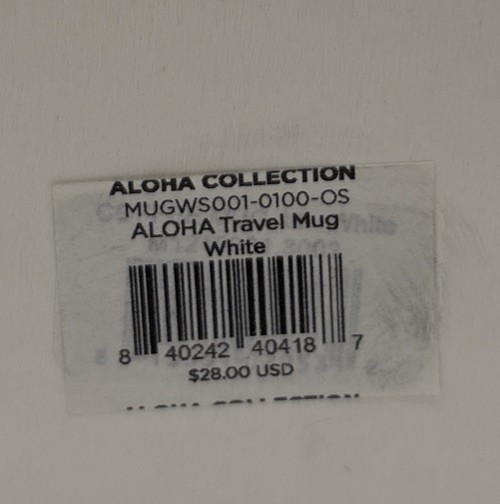 ALOHA COLLECTION
MUGWS001-0100-OS
ALOHA Travel Mug
White
8 40242 40418 7
$28.00 USD